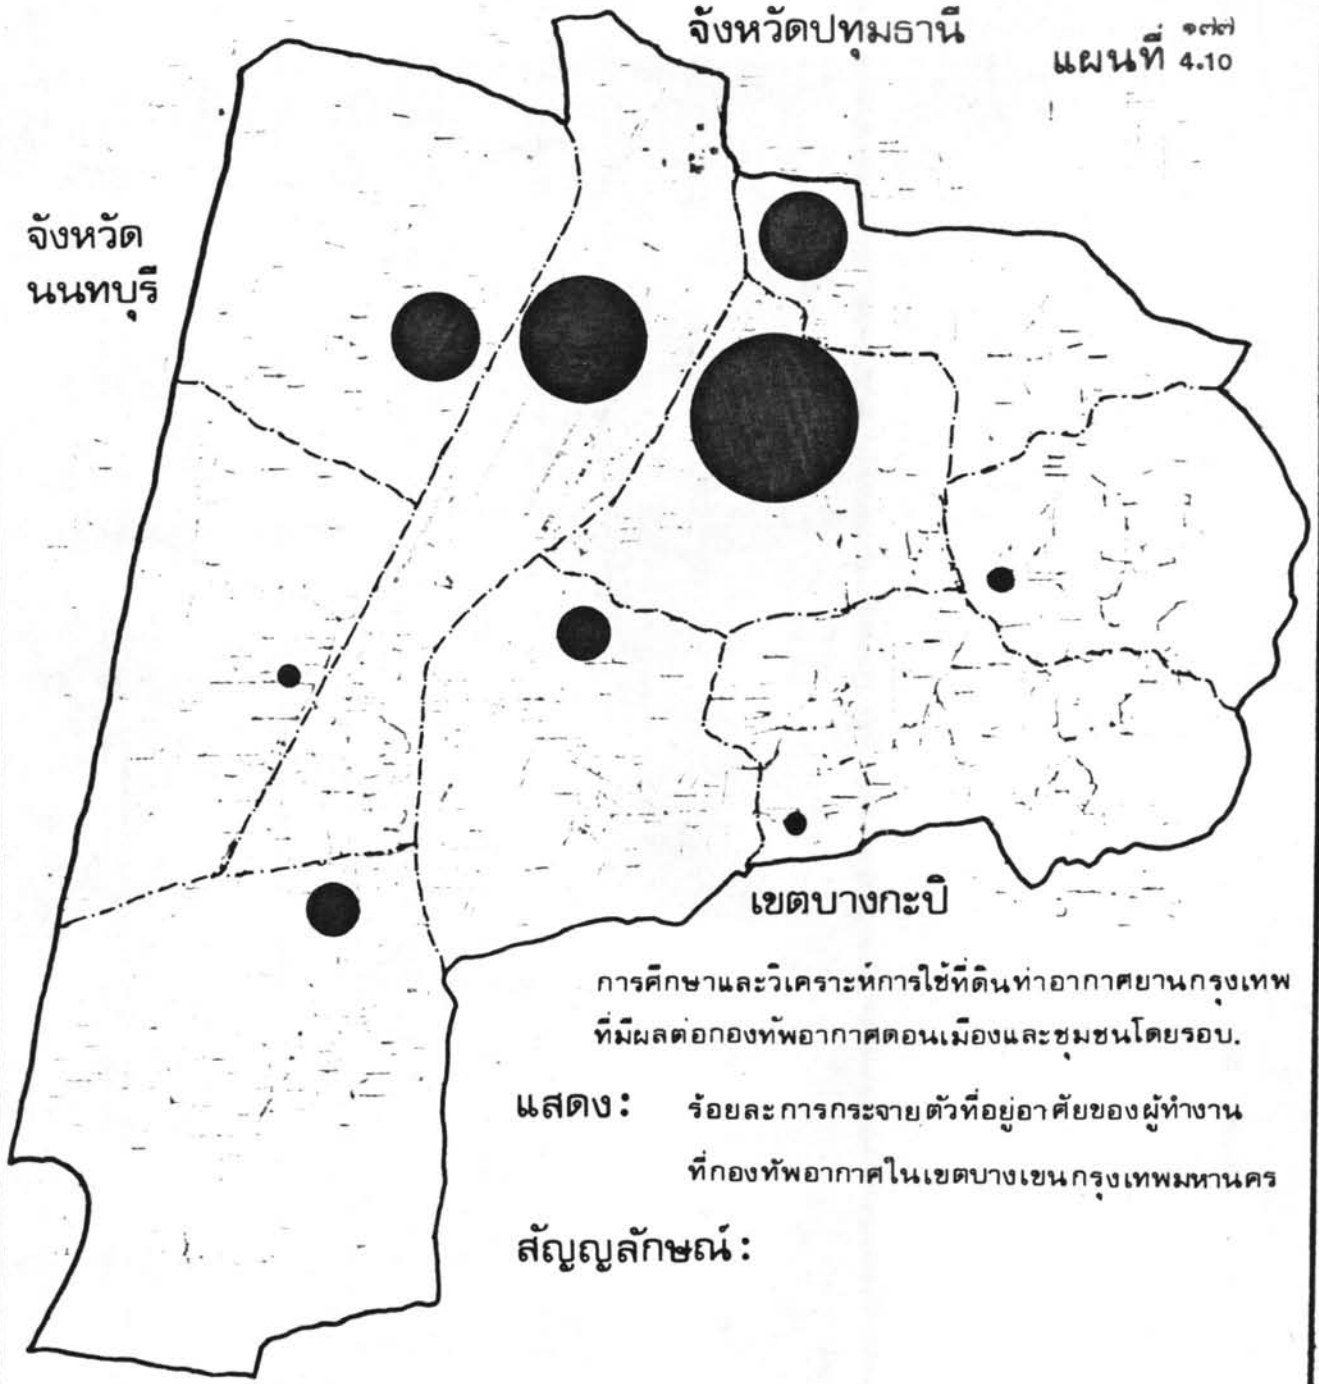 จังหวัดปทุมธานี
๑๗๗
แผนที่ 4.10
จังหวัด
นนทบุรี
เขตบางกะปิ
การศึกษาและวิเคราะห์การใช้ที่ดินท่าอากาศยานกรุงเทพ
ที่มีผลต่อกองทัพอากาศดอนเมืองและชุมชนโดยรอบ.
แสดง: ร้อยละการกระจายตัวที่อยู่อาศัยของผู้ทำงาน
ที่กองทัพอากาศในเขตบางเขนกรุงเทพมหานคร
สัญญลักษณ์: